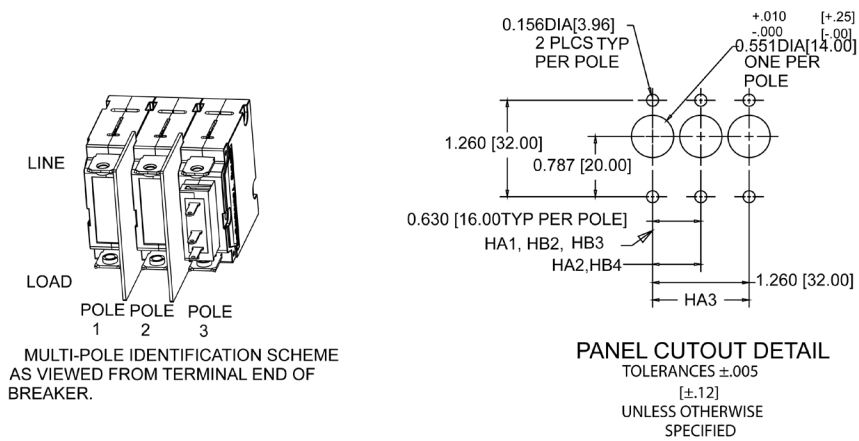 LINE
LOAD
POLE
1
POLE
2
POLE
3
MULTI-POLE IDENTIFICATION SCHEME
AS VIEWED FROM TERMINAL END OF
BREAKER.
0.156DIA[3.96]
2 PLCS TYP
PER POLE
+.010 [+.25]
-.000 [-.00]
0.551DIA[14.00]
ONE PER
POLE
1.260 [32.00]
0.787 [20.00]
0.630 [16.00TYP PER POLE]
HA1, HB2, HB3
HA2,HB4
1.260 [32.00]
HA3
PANEL CUTOUT DETAIL
TOLERANCES ±.005
[±.12]
UNLESS OTHERWISE
SPECIFIED